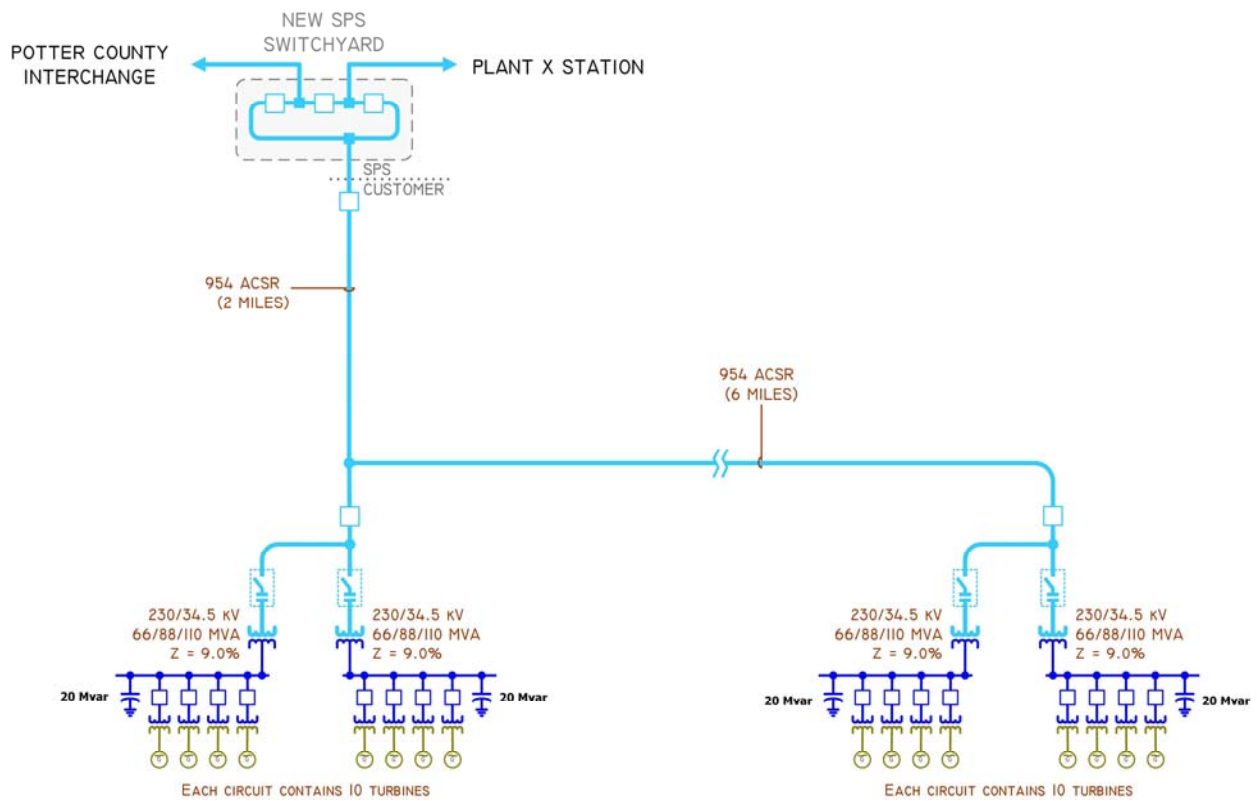 NEW SPS
SWITCHYARD
POTTER COUNTY
INTERCHANGE
PLANT X STATION
SPS
CUSTOMER
954 ACSR
(2 MILES)
954 ACSR
(6 MILES)
230/34.5 KV
66/88/110 MVA
Z = 9.0%
230/34.5 KV
66/88/110 MVA
Z = 9.0%
230/34.5 KV
66/88/110 MVA
Z = 9.0%
230/34.5 KV
66/88/110 MVA
Z = 9.0%
20 Mvar
20 Mvar
20 Mvar
20 Mvar
EACH CIRCUIT CONTAINS 10 TURBINES
EACH CIRCUIT CONTAINS 10 TURBINES